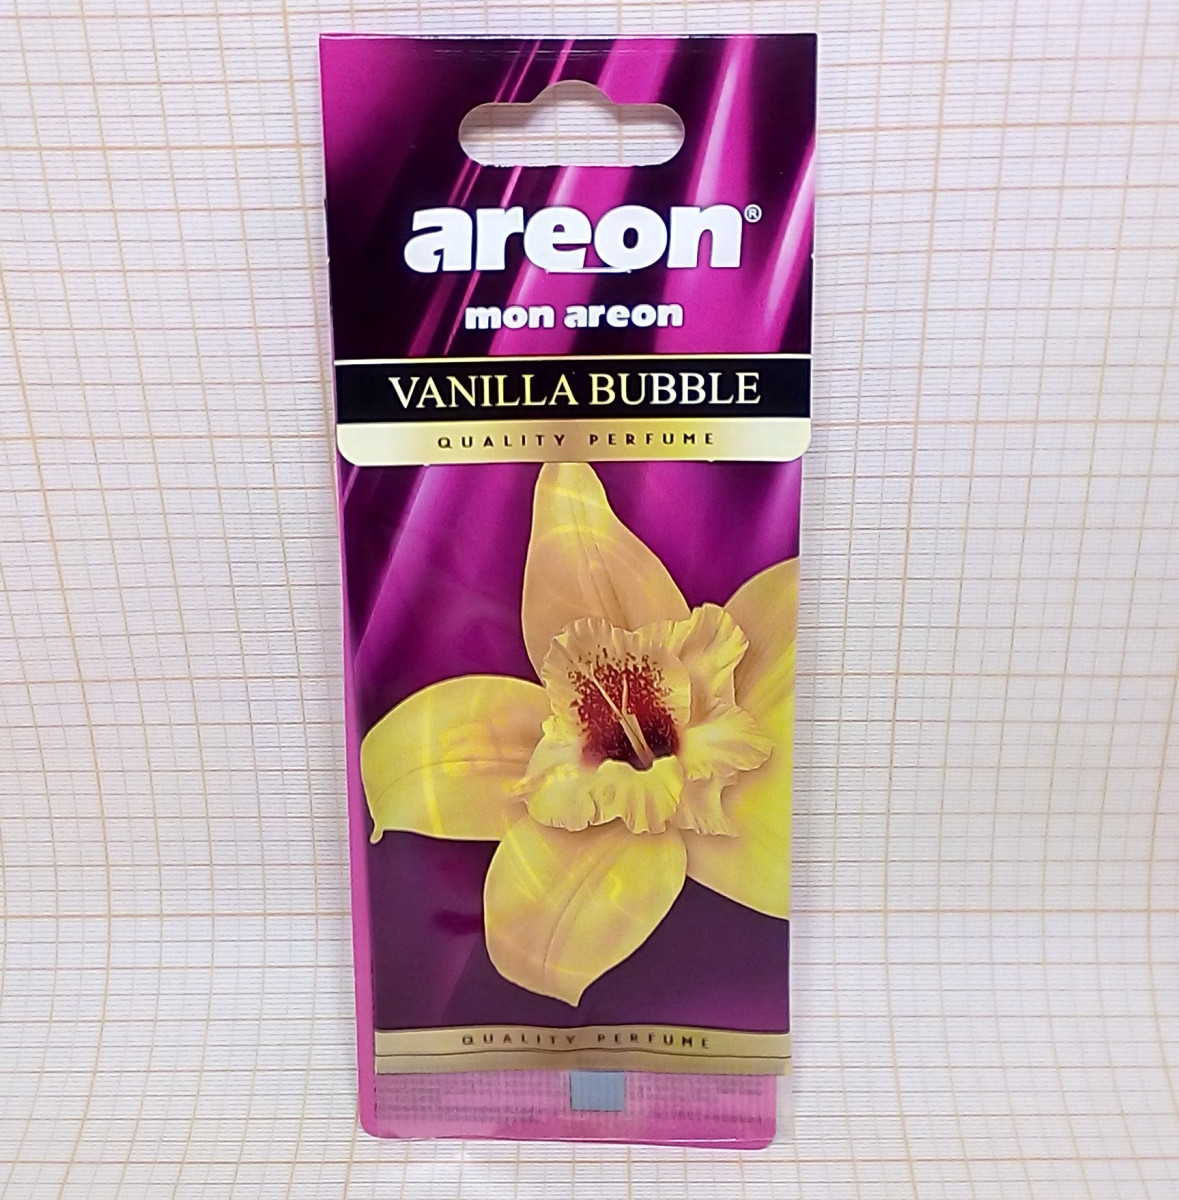 areon®
mon areon
VANILLA BUBBLE
QUALITY PERFUME
QUALITY PERFUME